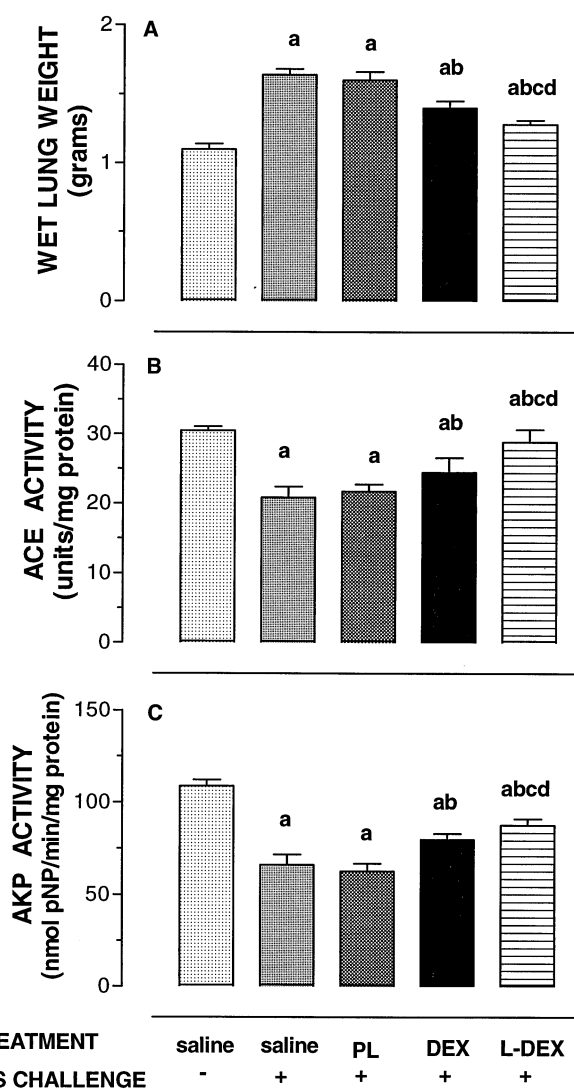 A
WET LUNG WEIGHT
(grams)
2
1
0
a
a
ab
abcd
B
ACE ACTIVITY
(units/mg protein)
40
30
20
10
0
a
a
ab
abcd
C
AKP ACTIVITY
(nmol pNP/min/mg protein)
150
100
50
0
a
a
ab
abcd
EATMENT saline saline PL DEX L-DEX
S CHALLENGE - + + + +